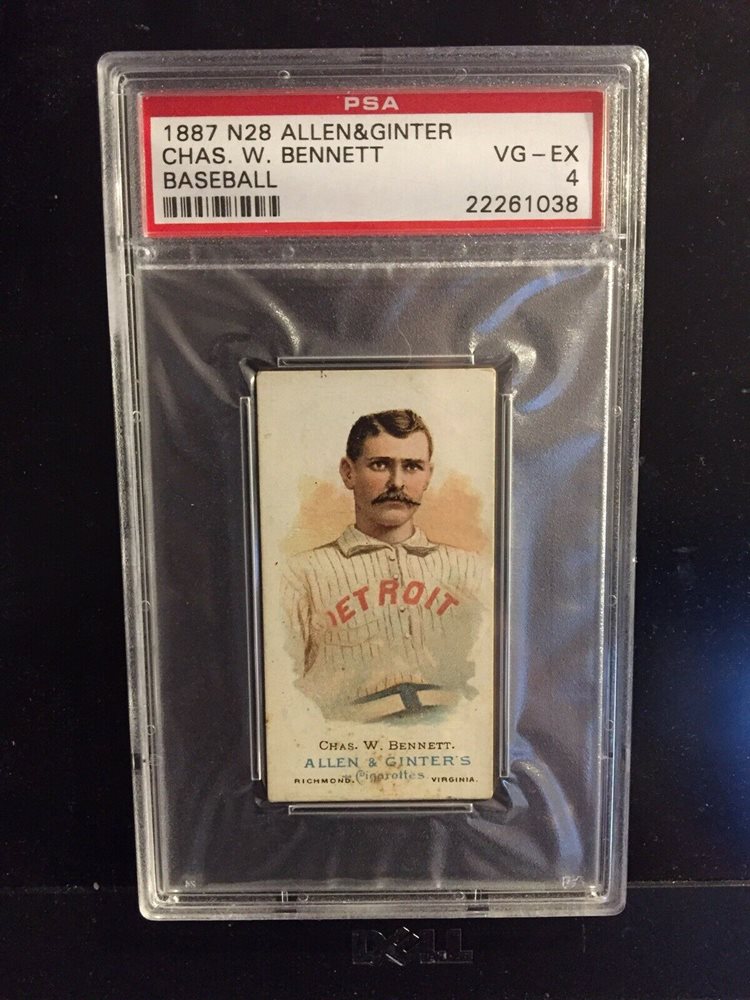 PSA
1887 N28 ALLEN&GINTER
CHAS. W. BENNETT VG-EX
BASEBALL 4
22261038
DETROIT
CHAS. W. BENNETT.
ALLEN & GINTER'S
RICHMOND. Cigarettes VIRGINIA.
DELL